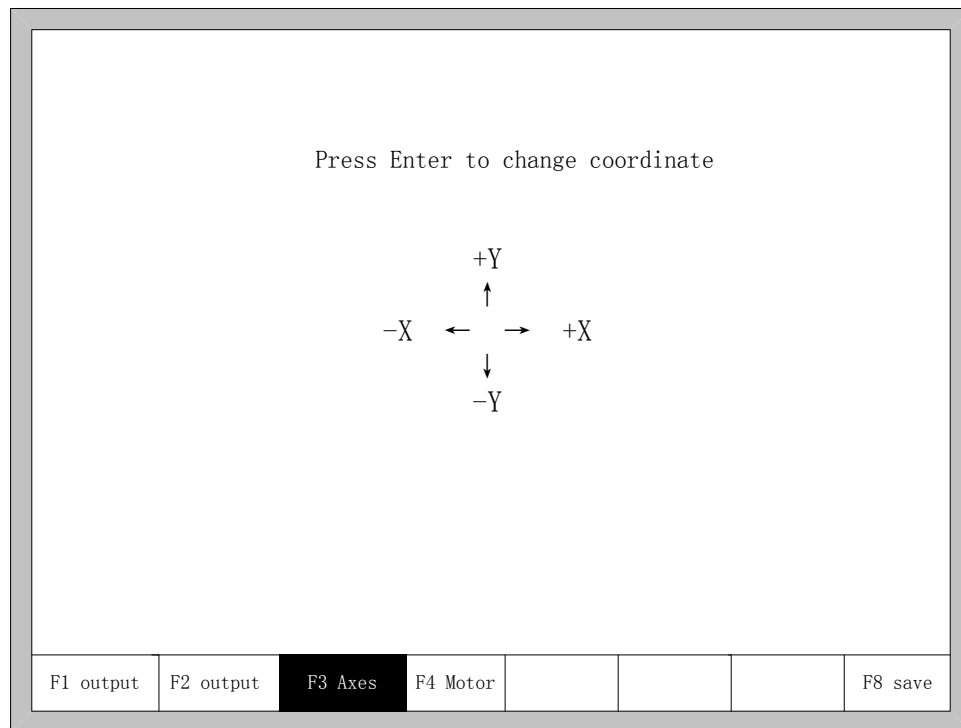 Press Enter to change coordinate
+Y
↑
-X ← → +X
↓
-Y
F1 output F2 output F3 Axes F4 Motor F8 save